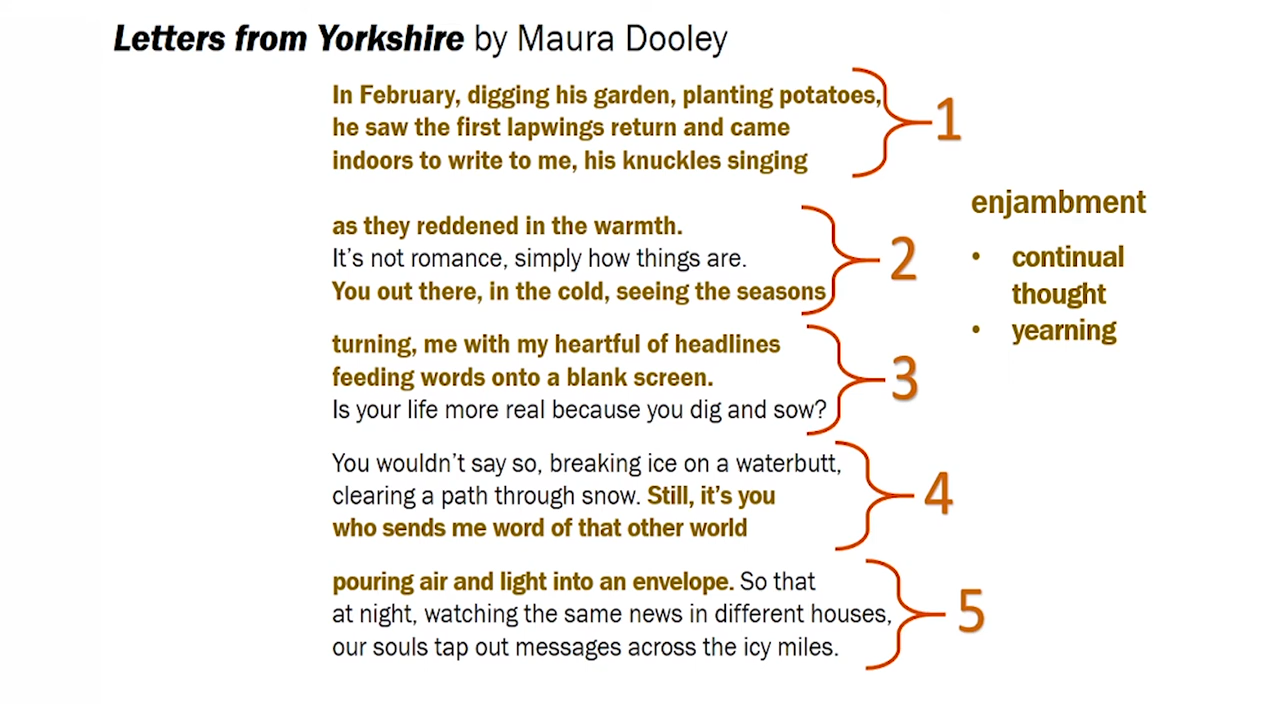 Letters from Yorkshire by Maura Dooley
In February, digging his garden, planting potatoes,
he saw the first lapwings return and came
indoors to write to me, his knuckles singing
1
as they reddened in the warmth.
It's not romance, simply how things are.
You out there, in the cold, seeing the seasons
2
turning, me with my heartful of headlines
feeding words onto a blank screen.
Is your life more real because you dig and sow?
3
You wouldn't say so, breaking ice on a waterbutt,
clearing a path through snow. Still, it's you
who sends me word of that other world
4
pouring air and light into an envelope. So that
at night, watching the same news in different houses,
our souls tap out messages across the icy miles.
5
enjambment
• continual
thought
• yearning